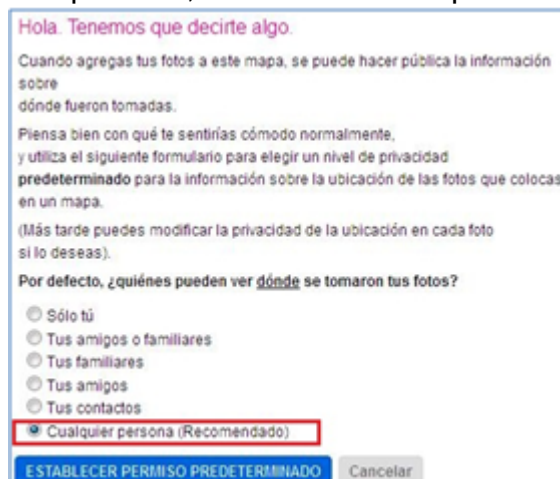 Hola. Tenemos que decirte algo.
Cuando agregas tus fotos a este mapa, se puede hacer pública la información
sobre
dónde fueron tomadas.
Piensa bien con qué te sentirías cómodo normalmente,
y utiliza el siguiente formulario para elegir un nivel de privacidad
predeterminado para la información sobre la ubicación de las fotos que colocas
en un mapa.
(Más tarde puedes modificar la privacidad de la ubicación en cada foto
si lo deseas).
Por defecto, ¿quiénes pueden ver dónde se tomaron tus fotos?
Sólo tú
Tus amigos o familiares
Tus familiares
Tus amigos
Tus contactos
Cualquier persona (Recomendado)
ESTABLECER PERMISO PREDETERMINADO Cancelar